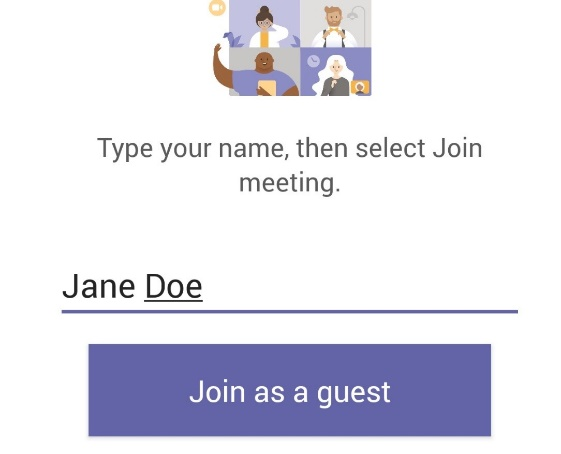 Type your name, then select Join
meeting.
Jane Doe
Join as a guest